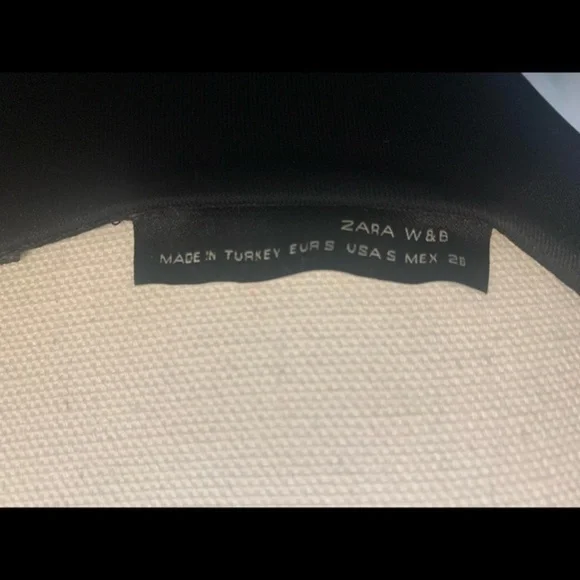 ZARA W&B
MADE IN TURKEY EUR S USA S MEX 26